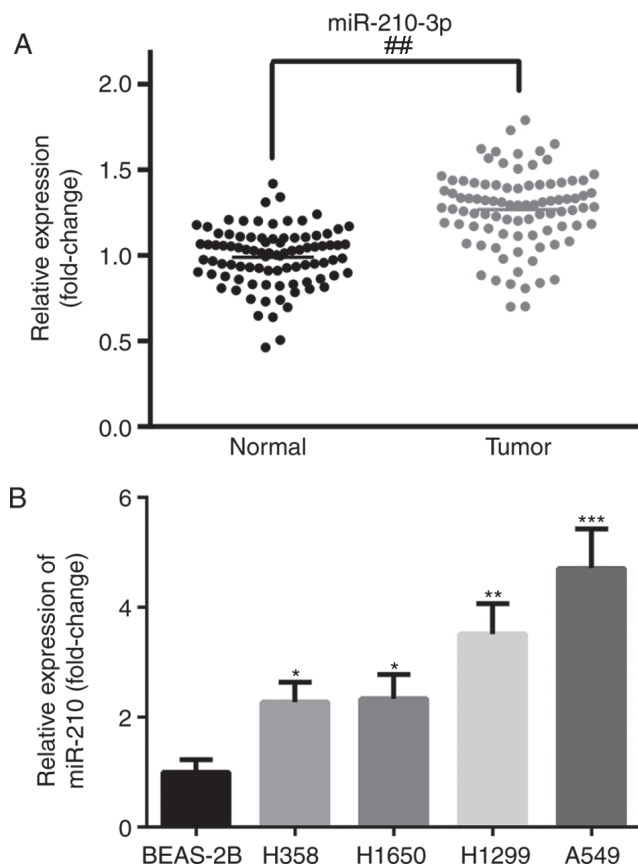 A
miR-210-3p
##
Relative expression
(fold-change)
2.0
1.5
1.0
0.5
0.0
Normal Tumor
B
Relative expression of
miR-210 (fold-change)
6
4
2
0
*
*
**
***
BEAS-2B H358 H1650 H1299 A549